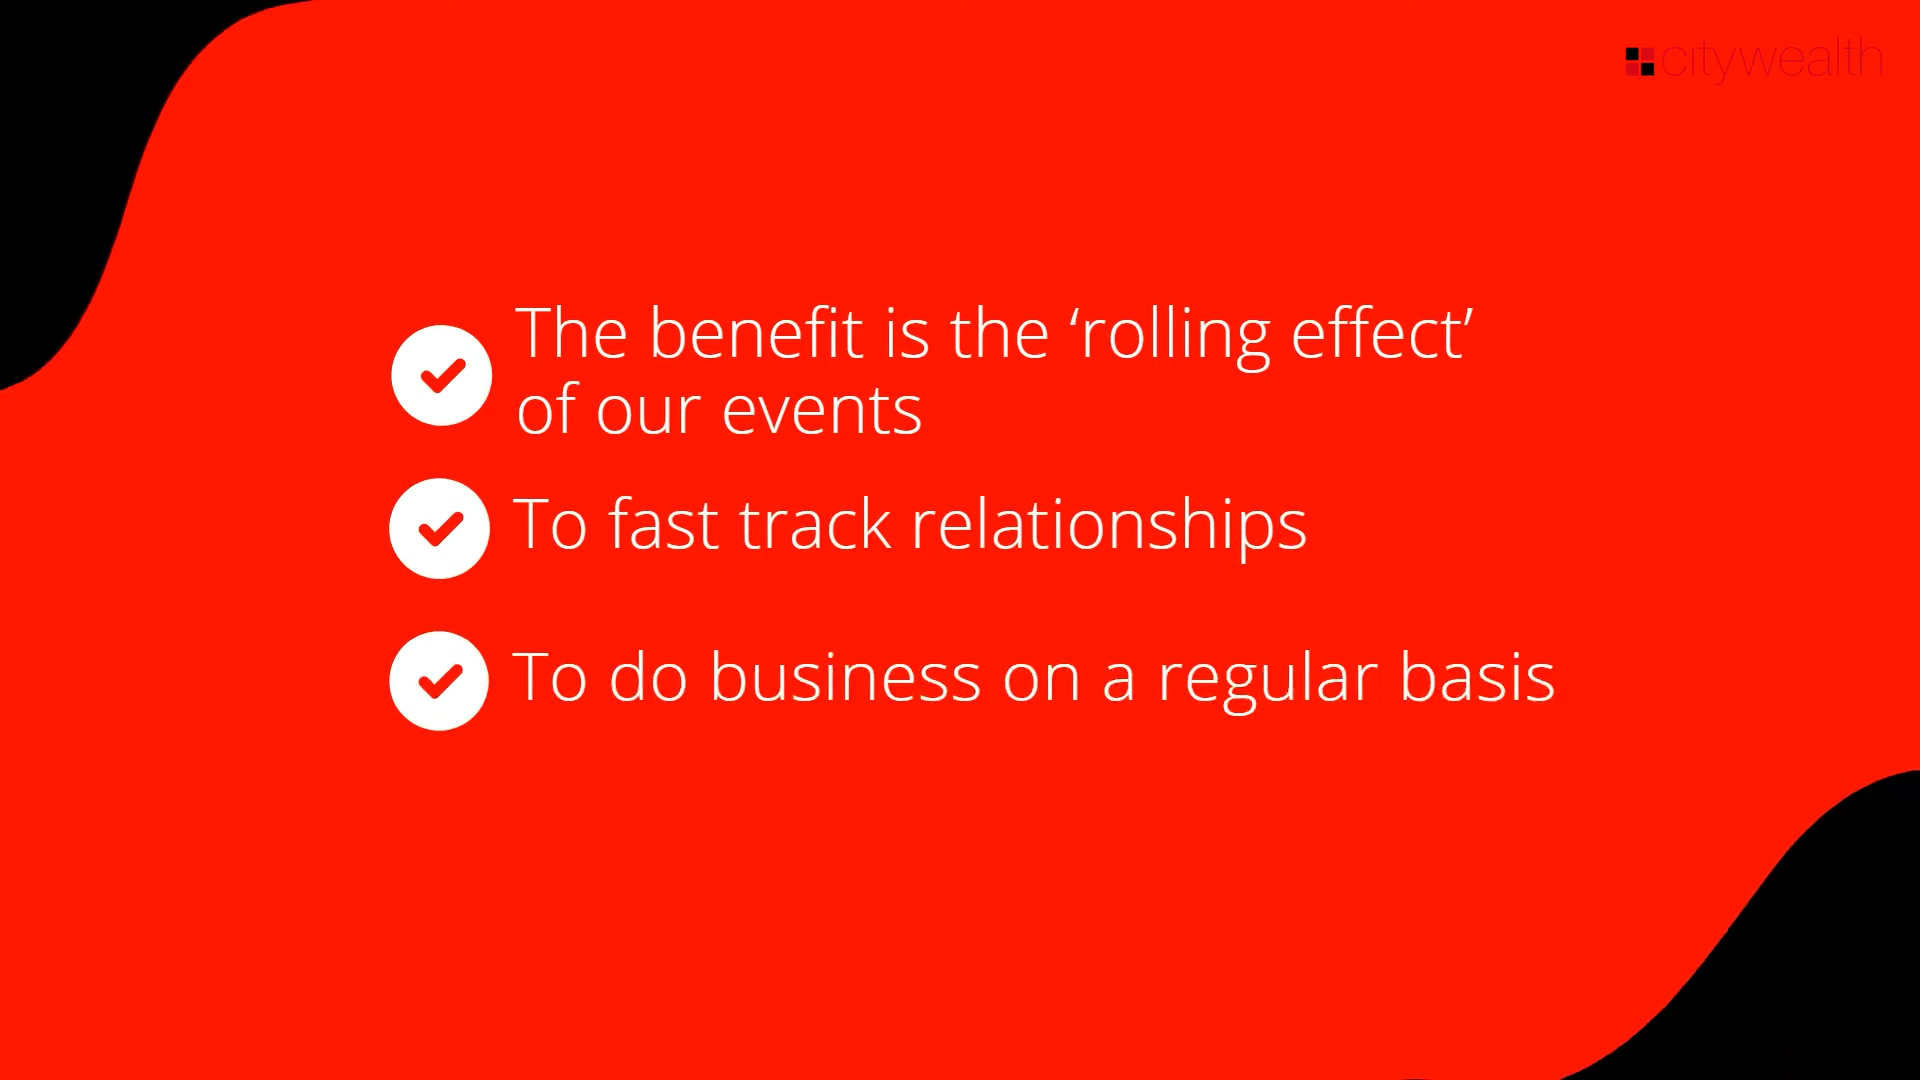 citywealth
The benefit is the ‘rolling effect’
of our events
To fast track relationships
To do business on a regular basis